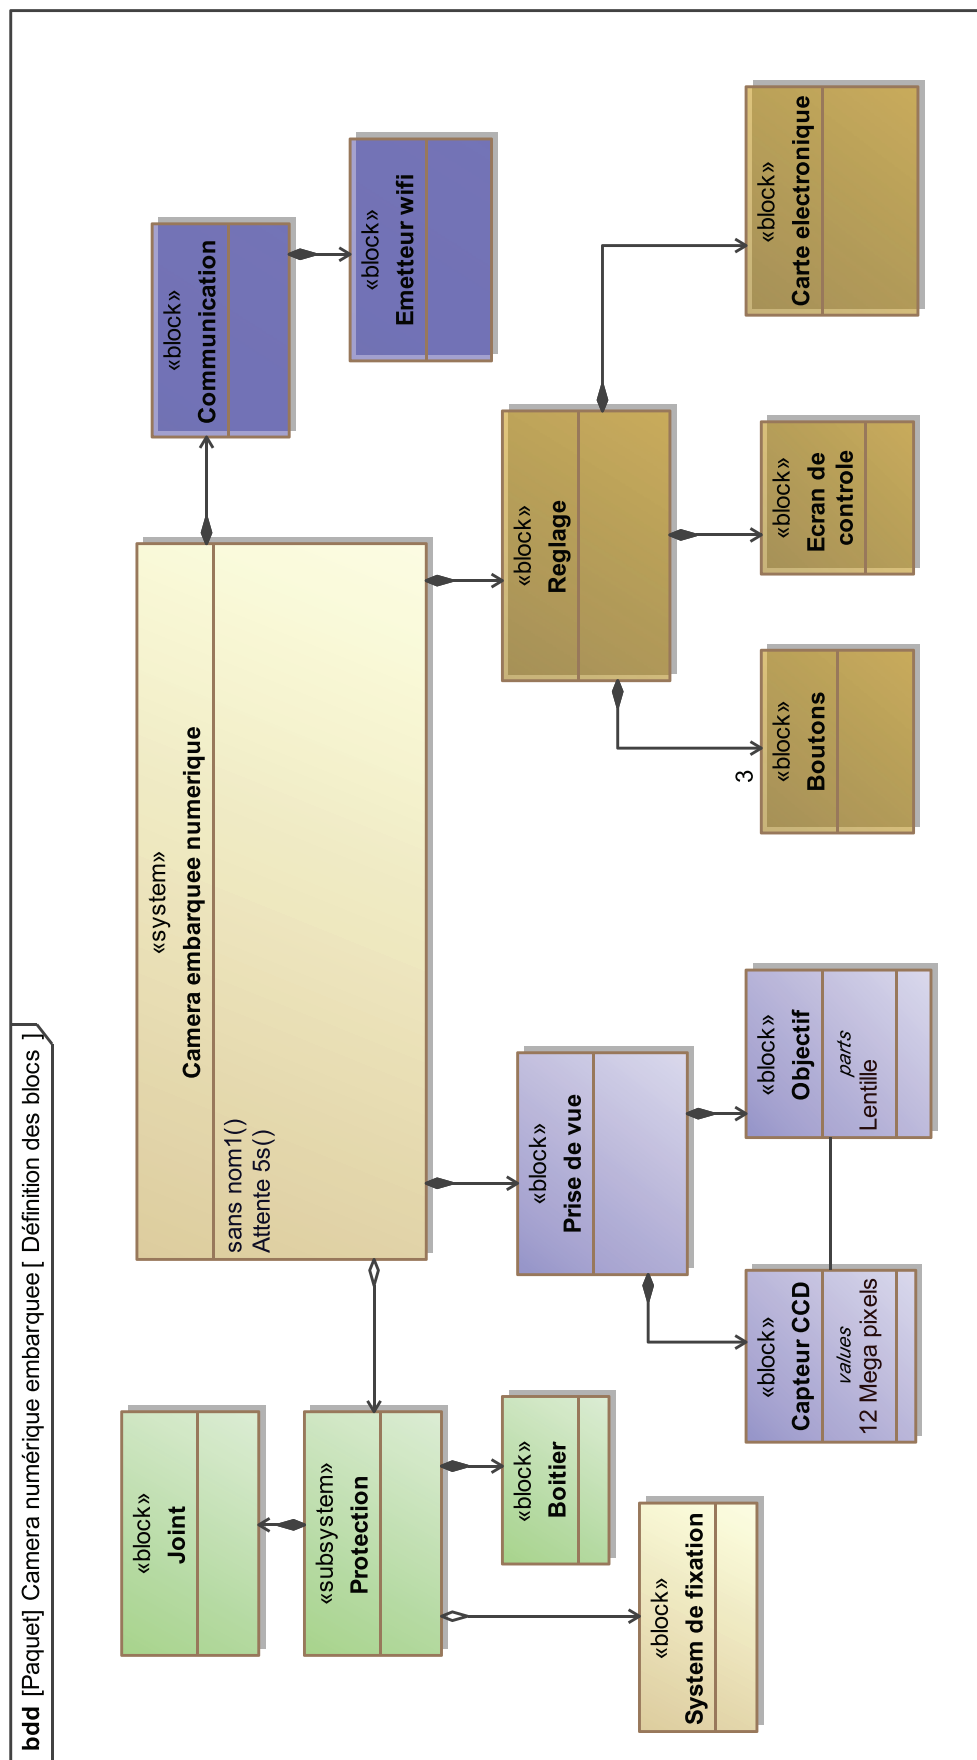 bdd [Paquet] Camera numérique embarquee [ Définition des blocs ]
«block»
Joint
«subsystem»
Protection
«block»
Boitier
«block»
System de fixation
«system»
Camera embarquee numerique
sans nom1()
Attente 5s()
«block»
Communication
«block»
Emetteur wifi
«block»
Prise de vue
«block»
Capteur CCD
values
12 Mega pixels
«block»
Objectif
parts
Lentille
«block»
Reglage
3
«block»
Boutons
«block»
Ecran de
controle
«block»
Carte electronique